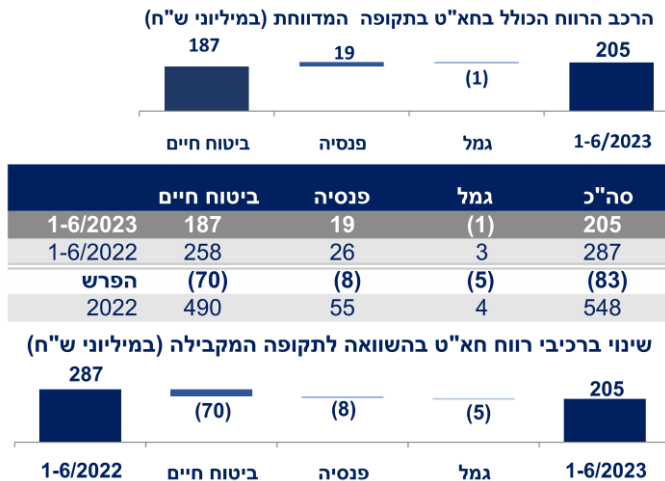 הרכב הרווח הכולל בחא"ט בתקופה המדווחת (במיליוני ש"ח)
187 19 (1) 205
ביטוח חיים פנסיה גמל 1-6/2023
ביטוח חיים פנסיה גמל סה"כ
1-6/2023 187 19 (1) 205
1-6/2022 258 26 3 287
הפרש (70) (8) (5) (83)
2022 490 55 4 548
שינוי ברכיבי רווח חא"ט בהשוואה לתקופה המקבילה (במיליוני ש"ח)
287 (70) (8) (5) 205
1-6/2022 ביטוח חיים פנסיה גמל 1-6/2023